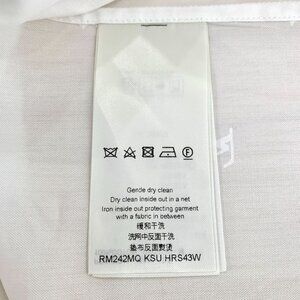 Gentle dry clean
Dry clean inside out in a net
Iron inside out protecting garment
with a fabric in between
缓和干洗
洗网中反面干洗
垫布反面熨烫
RM242MQ KSU HRS43W